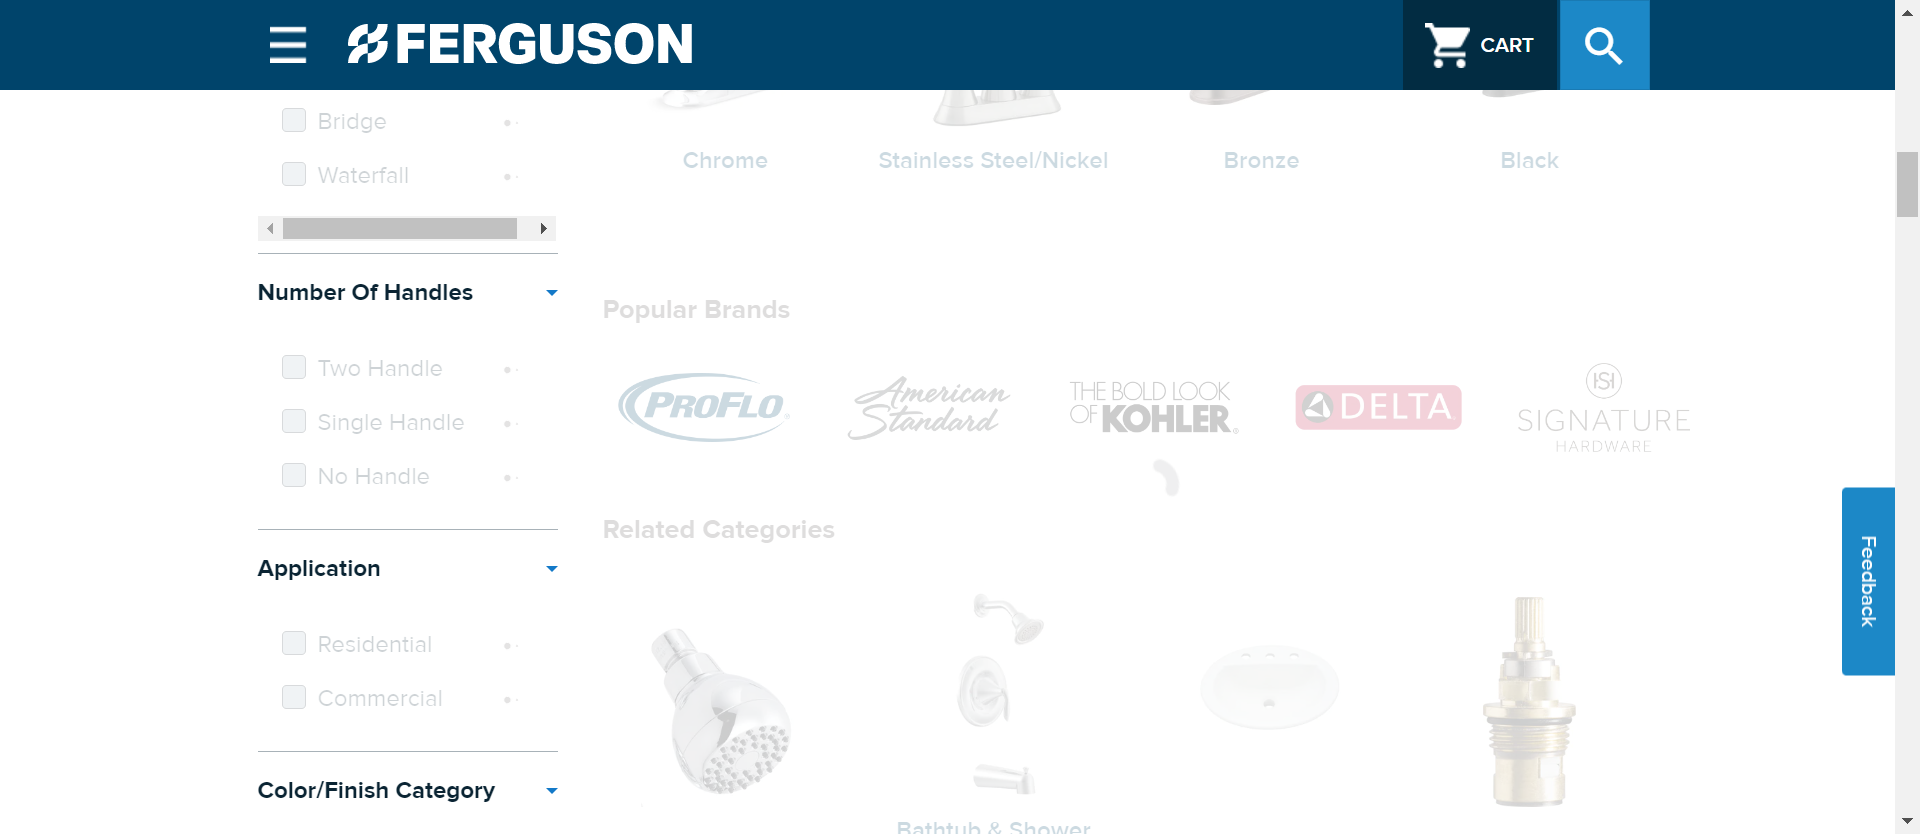 FERGUSON
CART
Bridge
Waterfall
Chrome
Stainless Steel/Nickel
Bronze
Black
Number Of Handles
Two Handle
Single Handle
No Handle
Application
Residential
Commercial
Color/Finish Category
Popular Brands
PROFLO®
American Standard
THE BOLD LOOK
OF KOHLER®
DELTA
SIGNATURE
HARDWARE
Related Categories
Bathtub & Shower
Feedback